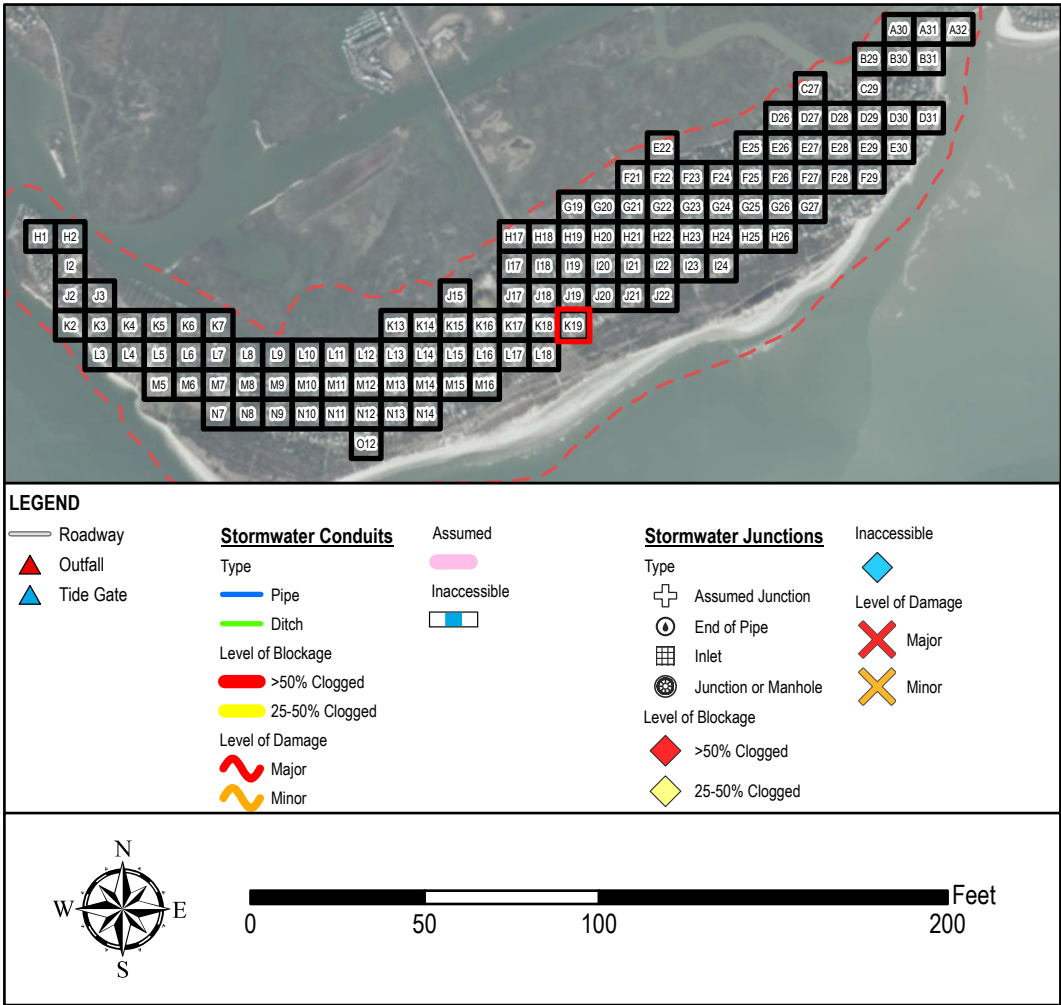 A30 A31 A32
B29 B30 B31
C27 C29
D26 D27 D28 D29 D30 D31
E22 E25 E26 E27 E28 E29 E30
F21 F22 F23 F24 F25 F26 F27 F28 F29
G19 G20 G21 G22 G23 G24 G25 G26 G27
H1 H2 H17 H18 H19 H20 H21 H22 H23 H24 H25 H26
I2 I17 I18 I19 I20 I21 I22 I23 I24
J2 J3 J15 J17 J18 J19 J20 J21 J22
K2 K3 K4 K5 K6 K7 K13 K14 K15 K16 K17 K18 K19
L3 L4 L5 L6 L7 L8 L9 L10 L11 L12 L13 L14 L15 L16 L17 L18
M5 M6 M7 M8 M9 M10 M11 M12 M13 M14 M15 M16
N7 N8 N9 N10 N11 N12 N13 N14
O12
LEGEND
Roadway
Outfall
Tide Gate
Stormwater Conduits
Type
Pipe
Ditch
Level of Blockage
>50% Clogged
25-50% Clogged
Level of Damage
Major
Minor
Assumed
Inaccessible
Stormwater Junctions
Type
Assumed Junction
End of Pipe
Inlet
Junction or Manhole
Level of Blockage
>50% Clogged
25-50% Clogged
Inaccessible
Level of Damage
Major
Minor
N
W E
S
Feet
0 50 100 200